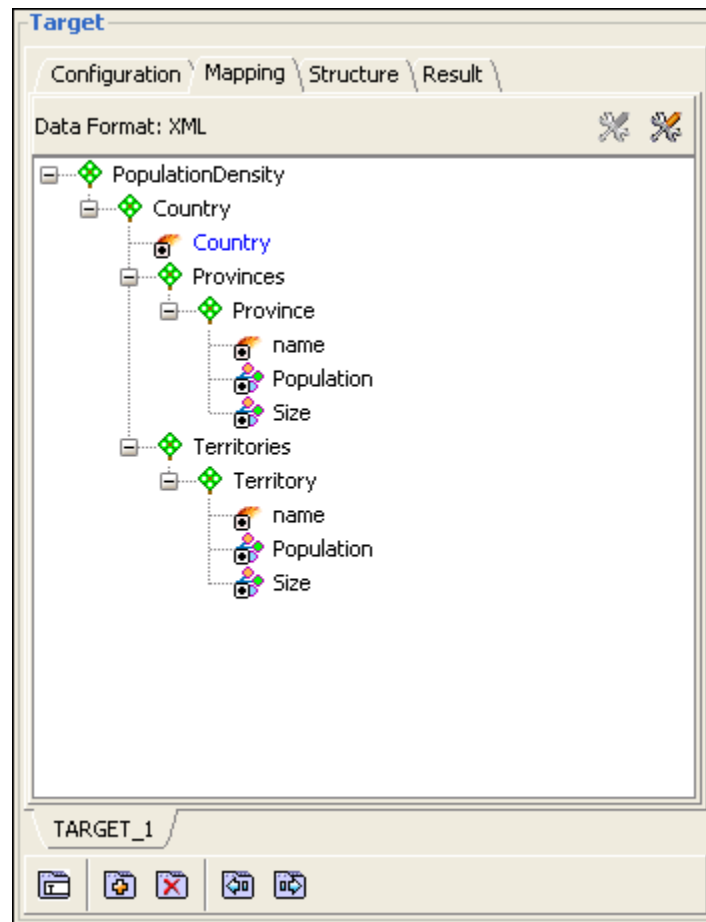 Target
Configuration Mapping Structure Result
Data Format: XML
PopulationDensity
Country
Country
Provinces
Province
name
Population
Size
Territories
Territory
name
Population
Size
TARGET_1